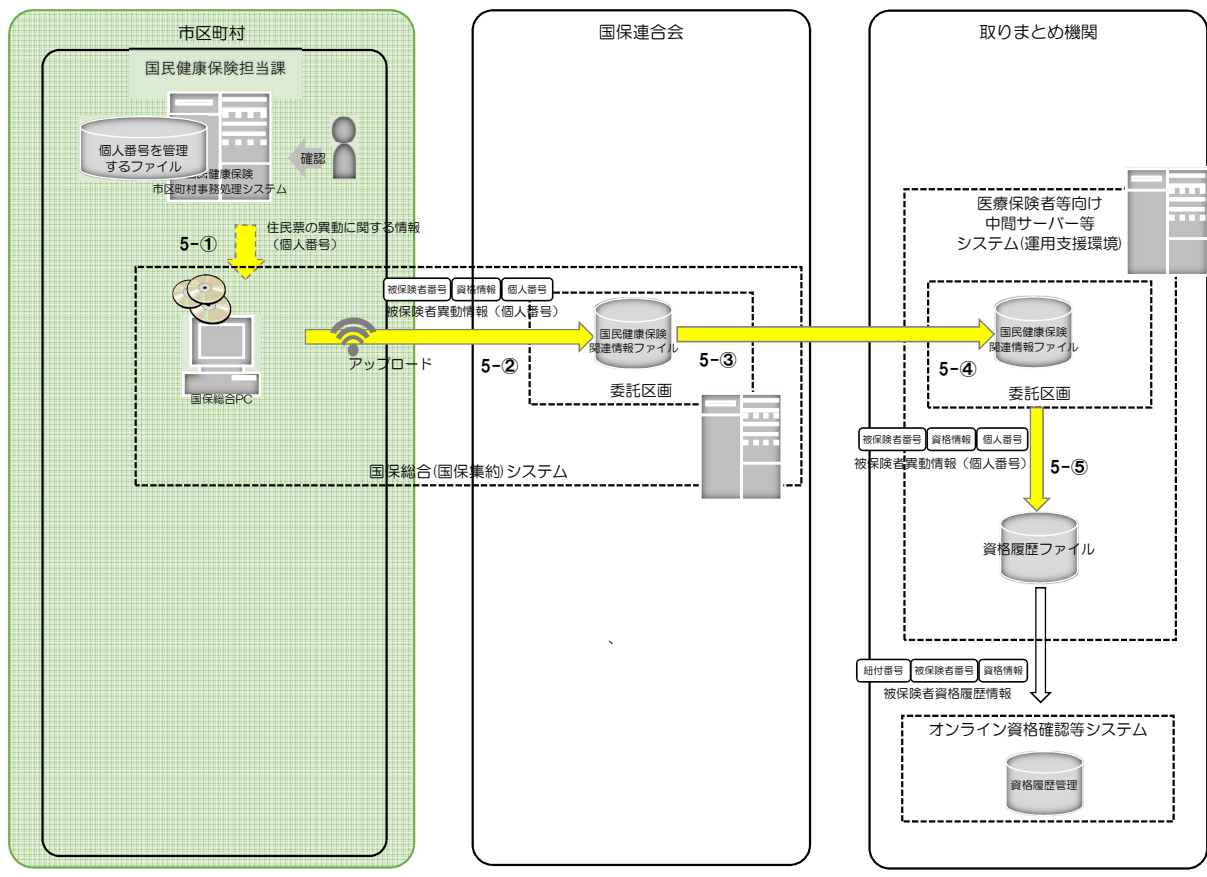 市区町村
国民健康保険担当課
個人番号を管理
するファイル
国民健康保険
市区町村事務処理システム
確認
5-①
住民票の異動に関する情報
（個人番号）
被保険者番号 資格情報 個人番号
被保険者異動情報（個人番号）
アップロード
5-②
国保総合PC
国保総合(国保集約)システム
国保連合会
国民健康保険
関連情報ファイル
委託区画
5-③
、
取りまとめ機関
医療保険者等向け
中間サーバー等
システム(運用支援環境)
国民健康保険
関連情報ファイル
5-④
委託区画
被保険者番号 資格情報 個人番号
被保険者異動情報（個人番号）
5-⑤
資格履歴ファイル
紐付番号 被保険者番号 資格情報
被保険者資格履歴情報
オンライン資格確認等システム
資格履歴管理